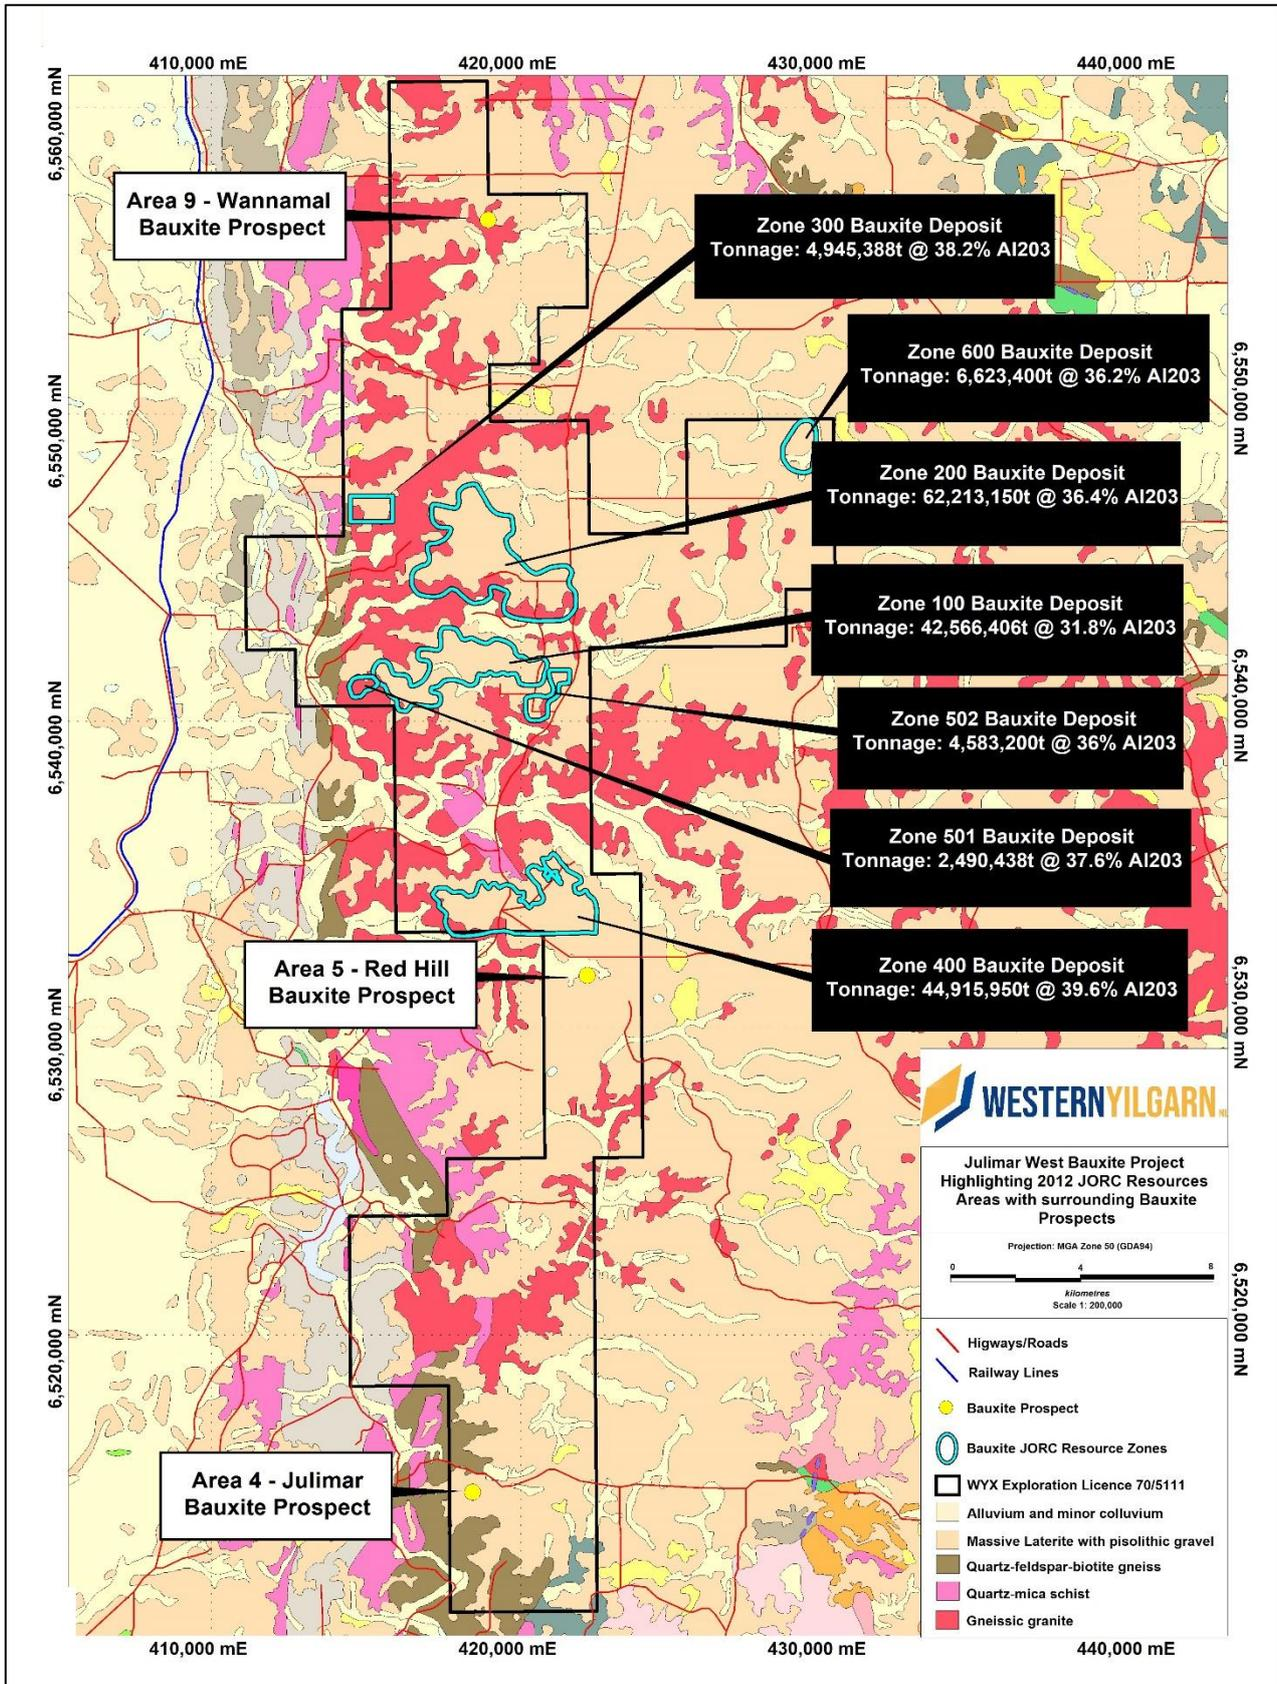 410,000 mE
420,000 mE
430,000 mE
440,000 mE
6,560,000 mN
6,550,000 mN
6,540,000 mN
6,530,000 mN
6,520,000 mN
Area 9 - Wannamal
Bauxite Prospect
Zone 300 Bauxite Deposit
Tonnage: 4,945,388t @ 38.2% Al203
Zone 600 Bauxite Deposit
Tonnage: 6,623,400t @ 36.2% Al203
Zone 200 Bauxite Deposit
Tonnage: 62,213,150t @ 36.4% Al203
Zone 100 Bauxite Deposit
Tonnage: 42,566,406t @ 31.8% Al203
Zone 502 Bauxite Deposit
Tonnage: 4,583,200t @ 36% Al203
Zone 501 Bauxite Deposit
Tonnage: 2,490,438t @ 37.6% Al203
Zone 400 Bauxite Deposit
Tonnage: 44,915,950t @ 39.6% Al203
Area 5 - Red Hill
Bauxite Prospect
Area 4 - Julimar
Bauxite Prospect
6,550,000 mN
6,540,000 mN
6,530,000 mN
6,520,000 mN
WESTERNYILGARN NL
Julimar West Bauxite Project
Highlighting 2012 JORC Resources
Areas with surrounding Bauxite
Prospects
Projection: MGA Zone 50 (GDA94)
0 4 8
kilometres
Scale 1: 200,000
Higways/Roads
Railway Lines
Bauxite Prospect
Bauxite JORC Resource Zones
WYX Exploration Licence 70/5111
Alluvium and minor colluvium
Massive Laterite with pisolithic gravel
Quartz-feldspar-biotite gneiss
Quartz-mica schist
Gneissic granite
410,000 mE
420,000 mE
430,000 mE
440,000 mE